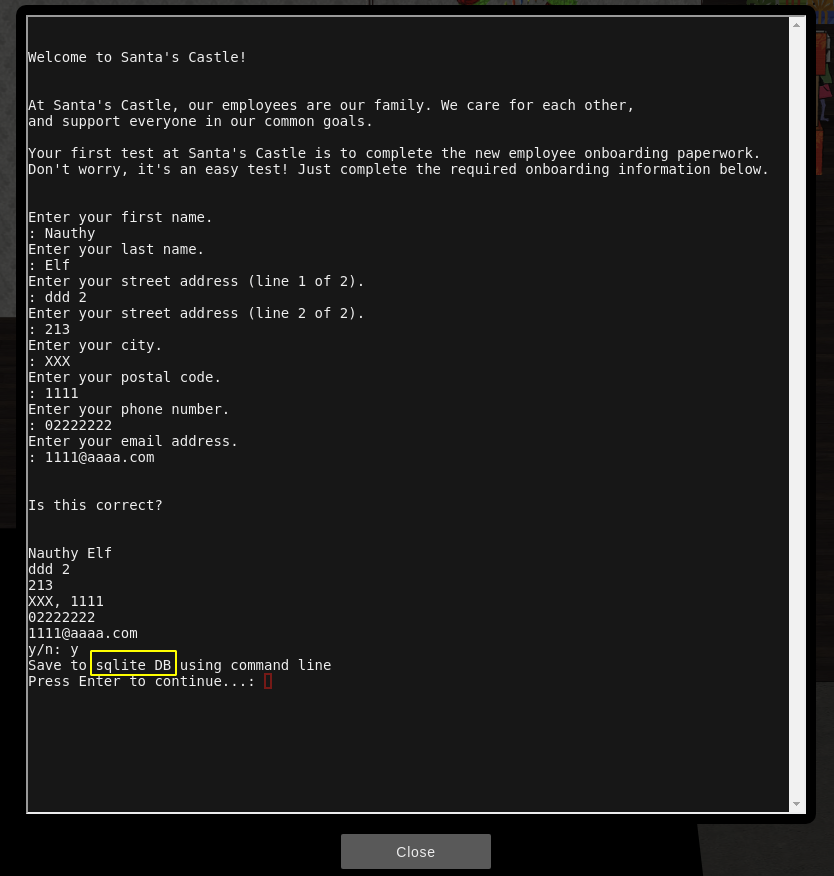 Welcome to Santa's Castle!
At Santa's Castle, our employees are our family. We care for each other,
and support everyone in our common goals.
Your first test at Santa's Castle is to complete the new employee onboarding paperwork.
Don't worry, it's an easy test! Just complete the required onboarding information below.
Enter your first name.
: Nauthy
Enter your last name.
: Elf
Enter your street address (line 1 of 2).
: ddd 2
Enter your street address (line 2 of 2).
: 213
Enter your city.
: XXX
Enter your postal code.
: 1111
Enter your phone number.
: 02222222
Enter your email address.
: 1111@aaaa.com
Is this correct?
Nauthy Elf
ddd 2
213
XXX, 1111
02222222
1111@aaaa.com
y/n: y
Save to sqlite DB using command line
Press Enter to continue...:
Close